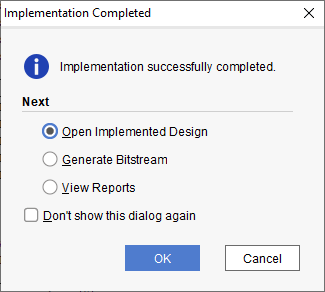 Implementation Completed
Implementation successfully completed.
Next
Open Implemented Design
Generate Bitstream
View Reports
Don't show this dialog again
OK
Cancel